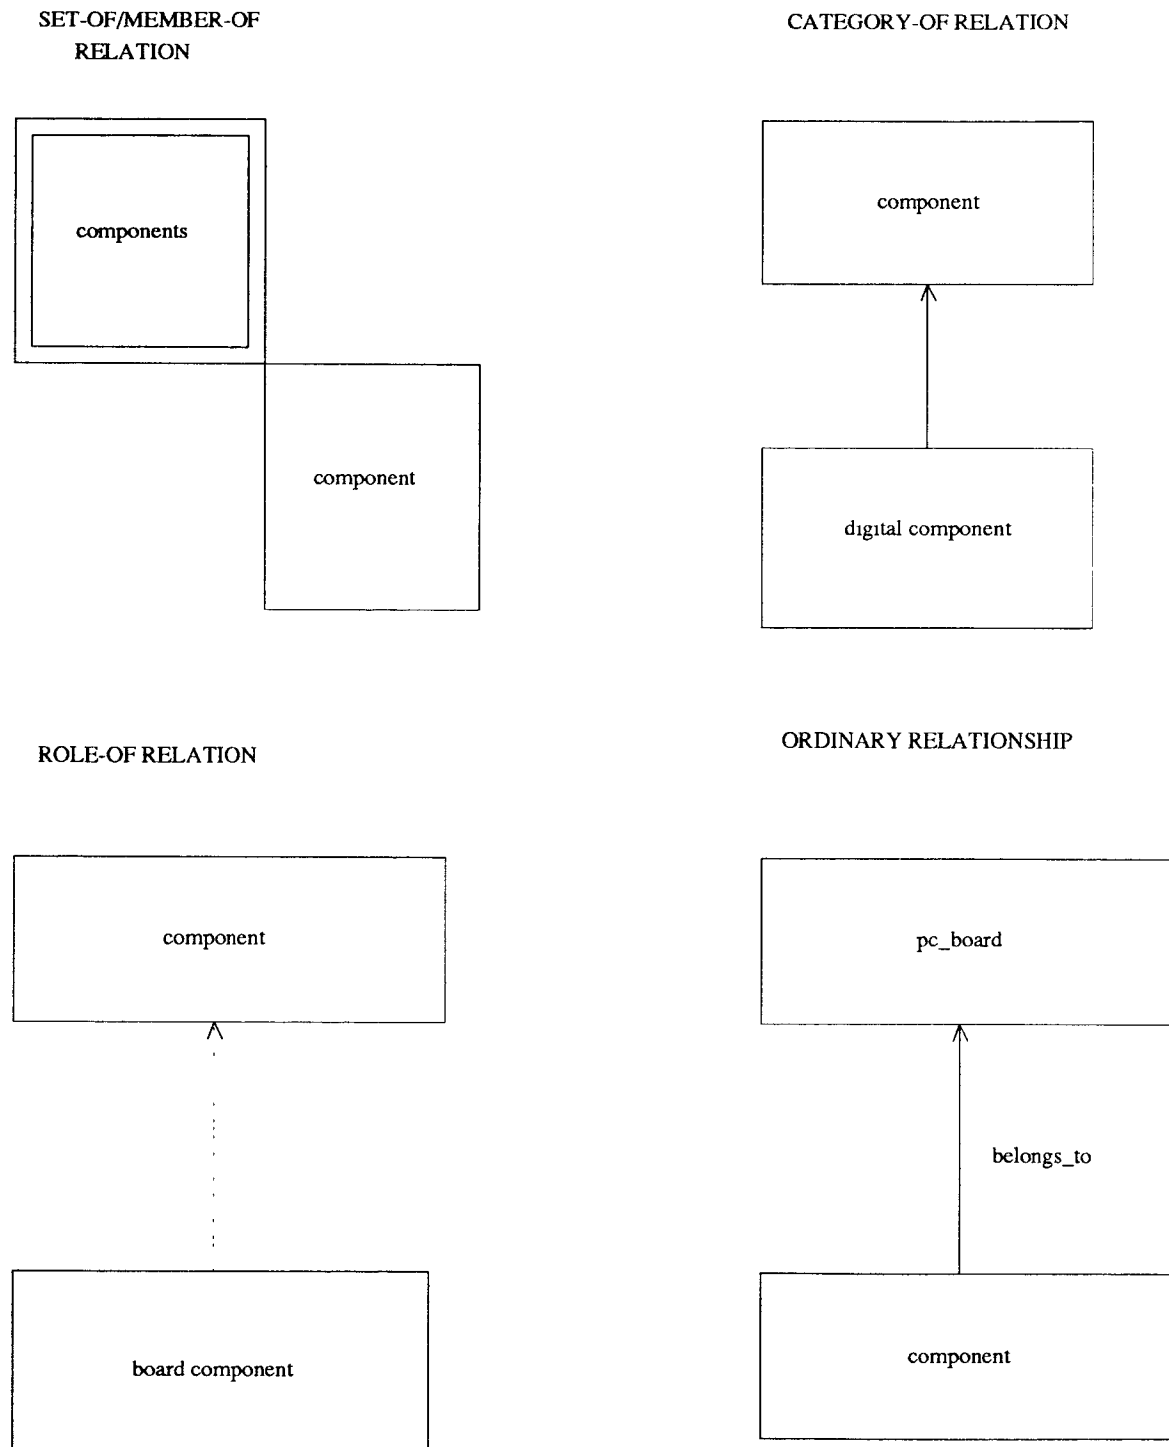 SET-OF/MEMBER-OF
RELATION
CATEGORY-OF RELATION
components
component
component
digital component
ROLE-OF RELATION
ORDINARY RELATIONSHIP
component
board component
pc_board
belongs_to
component